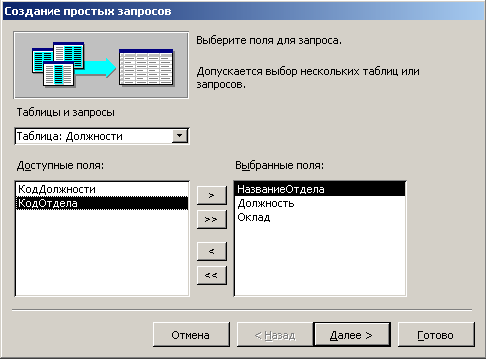 Создание простых запросов
Выберите поля для запроса.
Допускается выбор нескольких таблиц или
запросов.
Таблицы и запросы
Таблица: Должности
Доступные поля:
Выбранные поля:
КодДолжности
КодОтдела
>
>>
<
<<
НазваниеОтдела
Должность
Оклад
Отмена
< Назад
Далее >
Готово